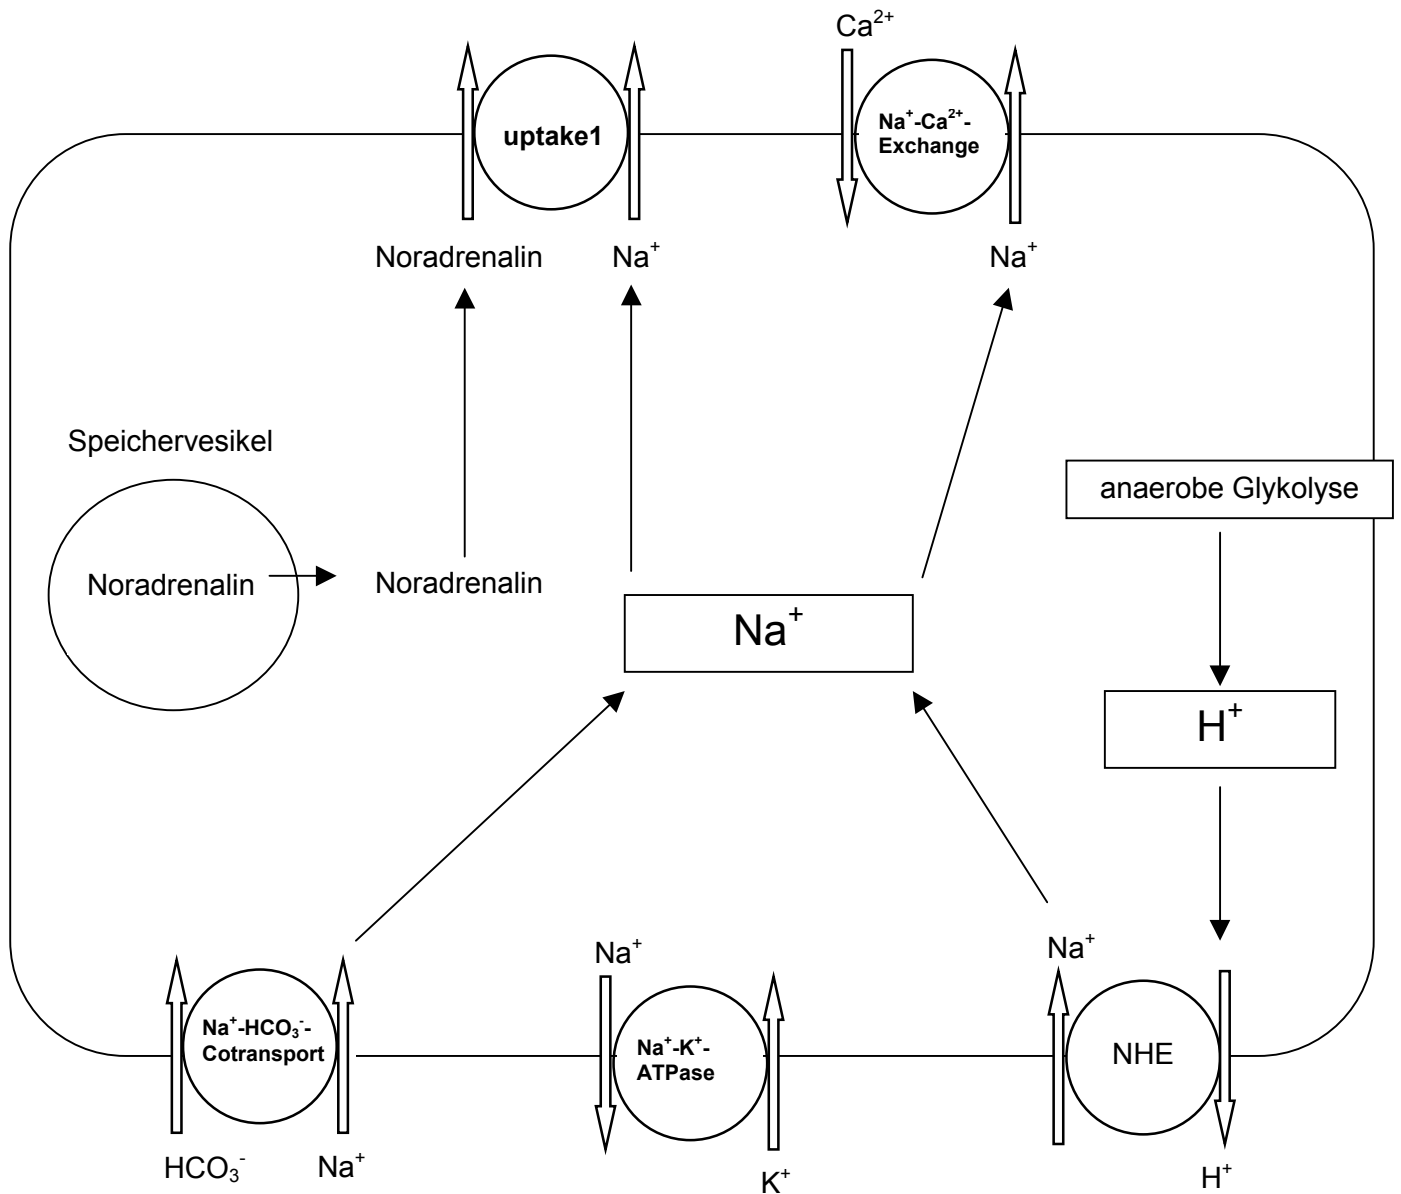 Ca²⁺
uptake1
Na⁺-Ca²⁺-
Exchange
Noradrenalin
Na⁺
Na⁺
Speichervesikel
anaerobe Glykolyse
Noradrenalin
Noradrenalin
Na⁺
H⁺
Na⁺
Na⁺
Na⁺-HCO₃⁻-
Cotransport
Na⁺-K⁺-
ATPase
NHE
HCO₃⁻
Na⁺
K⁺
H⁺